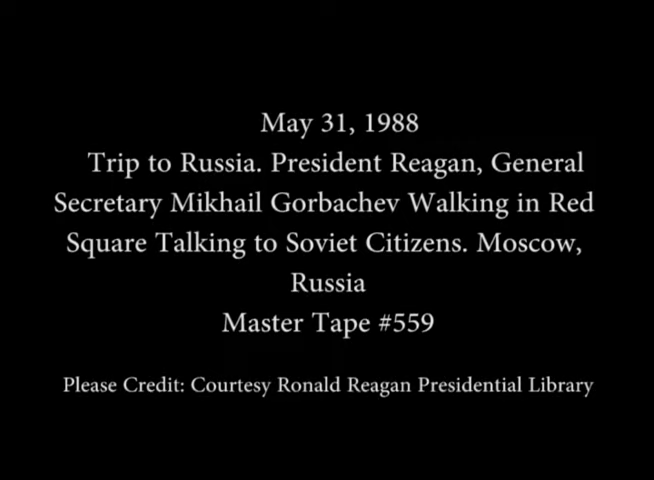 May 31, 1988
Trip to Russia. President Reagan, General
Secretary Mikhail Gorbachev Walking in Red
Square Talking to Soviet Citizens. Moscow,
Russia
Master Tape #559
Please Credit: Courtesy Ronald Reagan Presidential Library